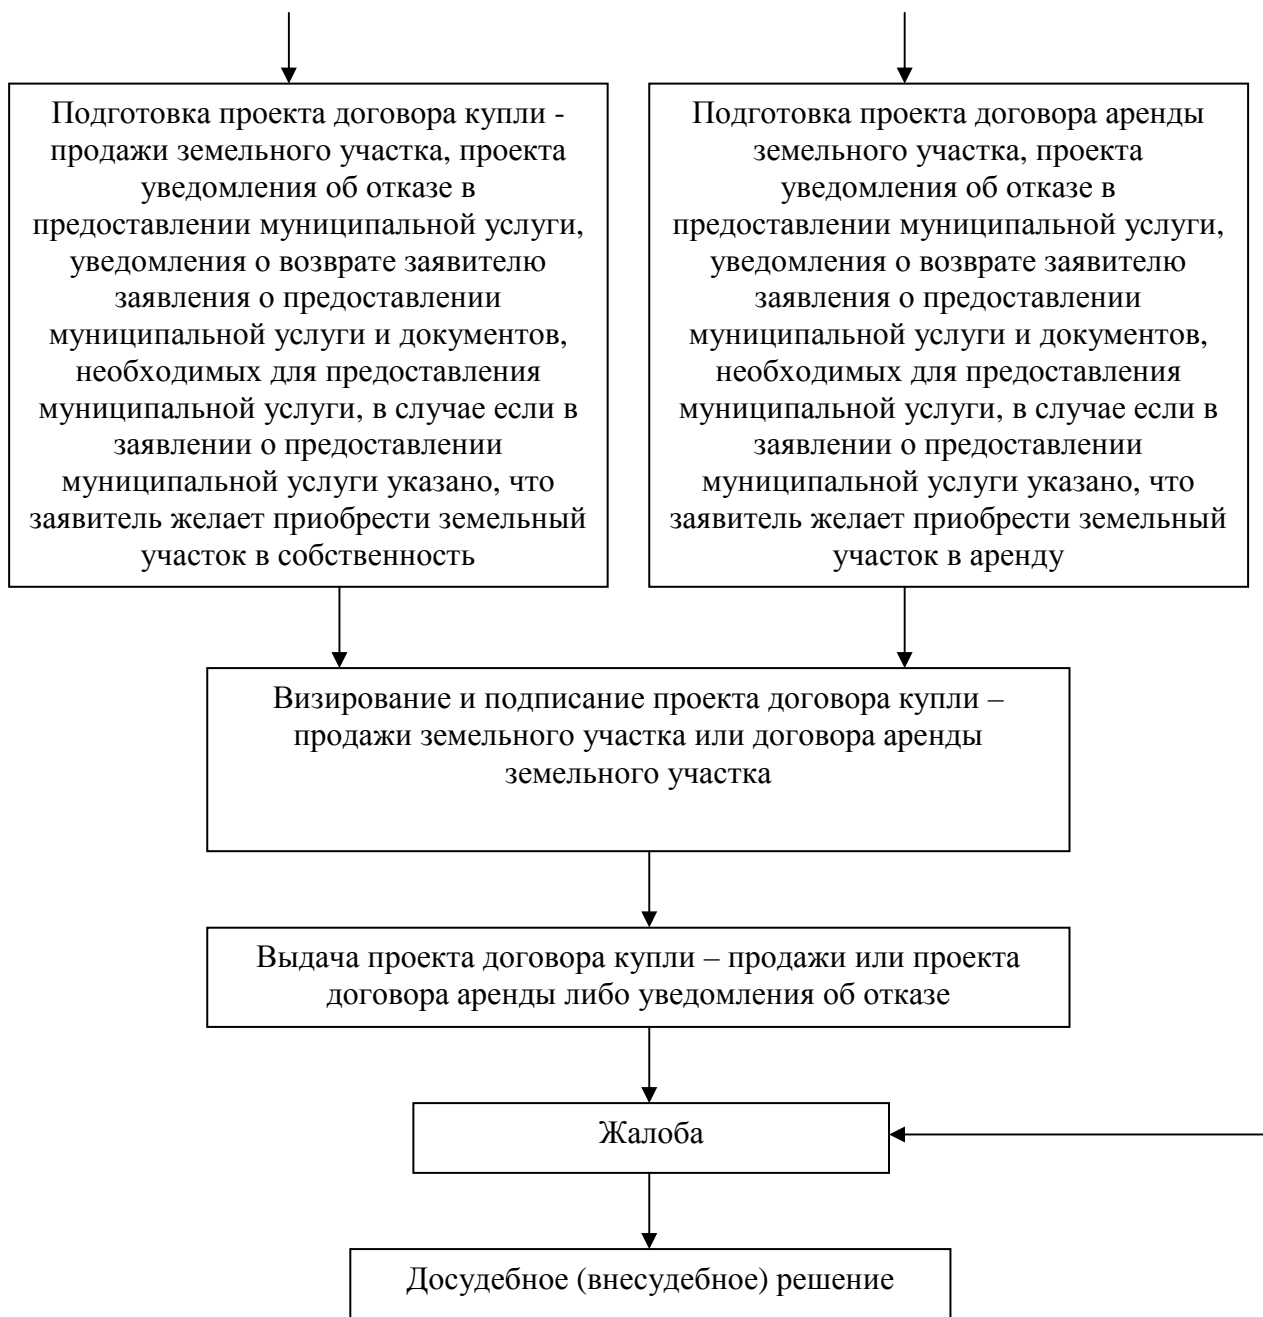 Подготовка проекта договора купли -
продажи земельного участка, проекта
уведомления об отказе в
предоставлении муниципальной услуги,
уведомления о возврате заявителю
заявления о предоставлении
муниципальной услуги и документов,
необходимых для предоставления
муниципальной услуги, в случае если в
заявлении о предоставлении
муниципальной услуги указано, что
заявитель желает приобрести земельный
участок в собственность
Подготовка проекта договора аренды
земельного участка, проекта
уведомления об отказе в
предоставлении муниципальной услуги,
уведомления о возврате заявителю
заявления о предоставлении
муниципальной услуги и документов,
необходимых для предоставления
муниципальной услуги, в случае если в
заявлении о предоставлении
муниципальной услуги указано, что
заявитель желает приобрести земельный
участок в аренду
Визирование и подписание проекта договора купли –
продажи земельного участка или договора аренды
земельного участка
Выдача проекта договора купли – продажи или проекта
договора аренды либо уведомления об отказе
Жалоба
Досудебное (внесудебное) решение